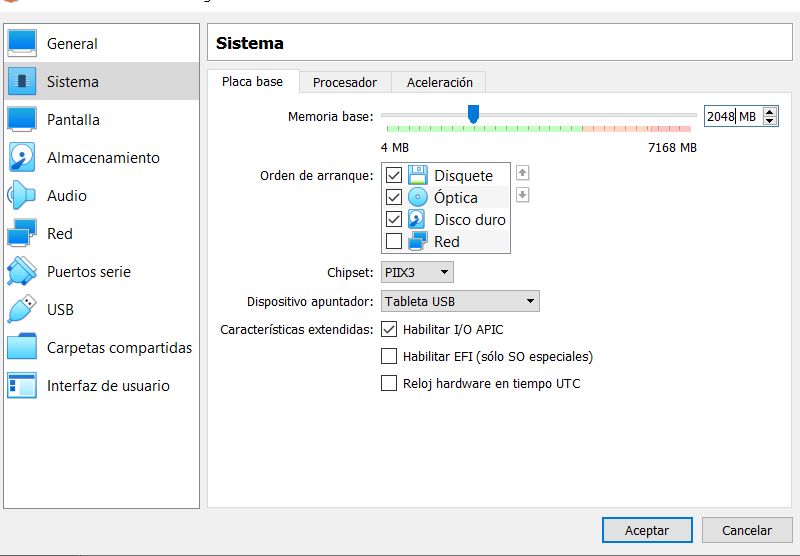 General
Sistema
Pantalla
Almacenamiento
Audio
Red
Puertos serie
USB
Carpetas compartidas
Interfaz de usuario
Sistema
Placa base
Procesador
Aceleración
Memoria base:
2048 MB
4 MB
7168 MB
Orden de arranque:
Disquete
Óptica
Disco duro
Red
Chipset:
PIIX3
Dispositivo apuntador:
Tableta USB
Características extendidas:
Habilitar I/O APIC
Habilitar EFI (sólo SO especiales)
Reloj hardware en tiempo UTC
Aceptar
Cancelar